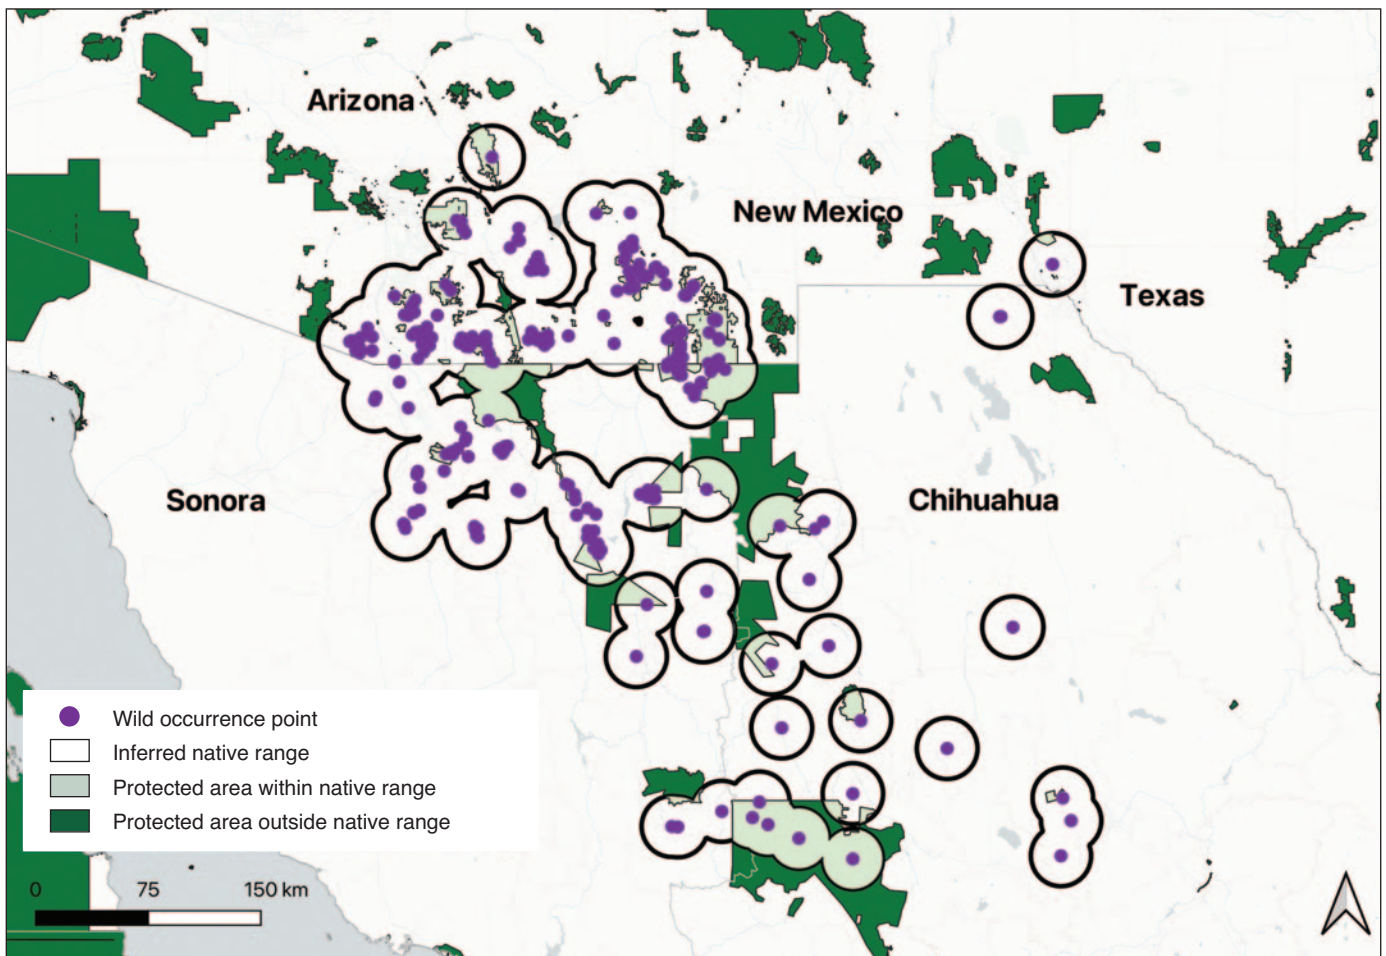 Arizona
New Mexico
Texas
Sonora
Chihuahua
Wild occurrence point
Inferred native range
Protected area within native range
Protected area outside native range
0 75 150 km